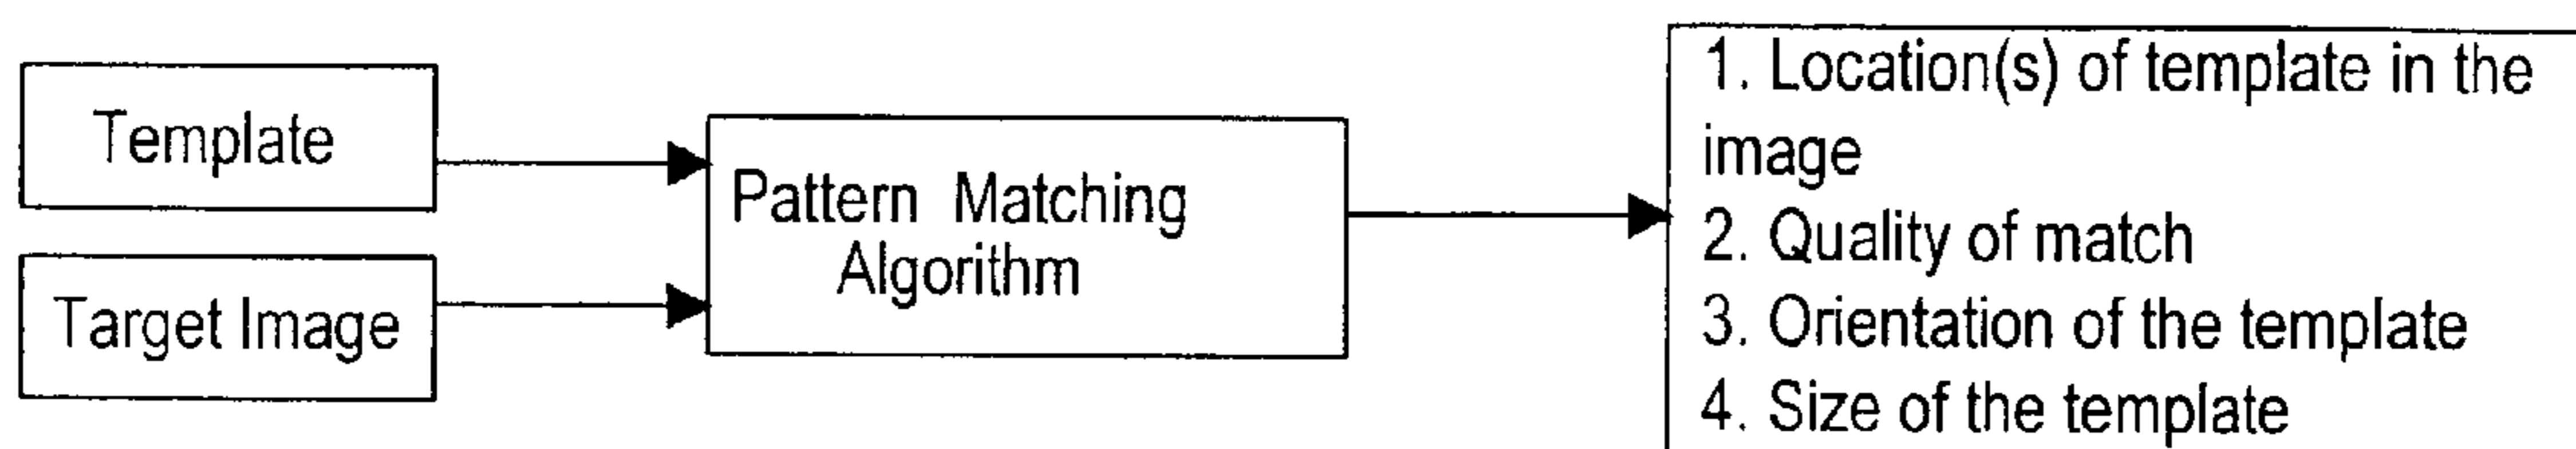 Template
Target Image
Pattern Matching
Algorithm
1. Location(s) of template in the
image
2. Quality of match
3. Orientation of the template
4. Size of the template